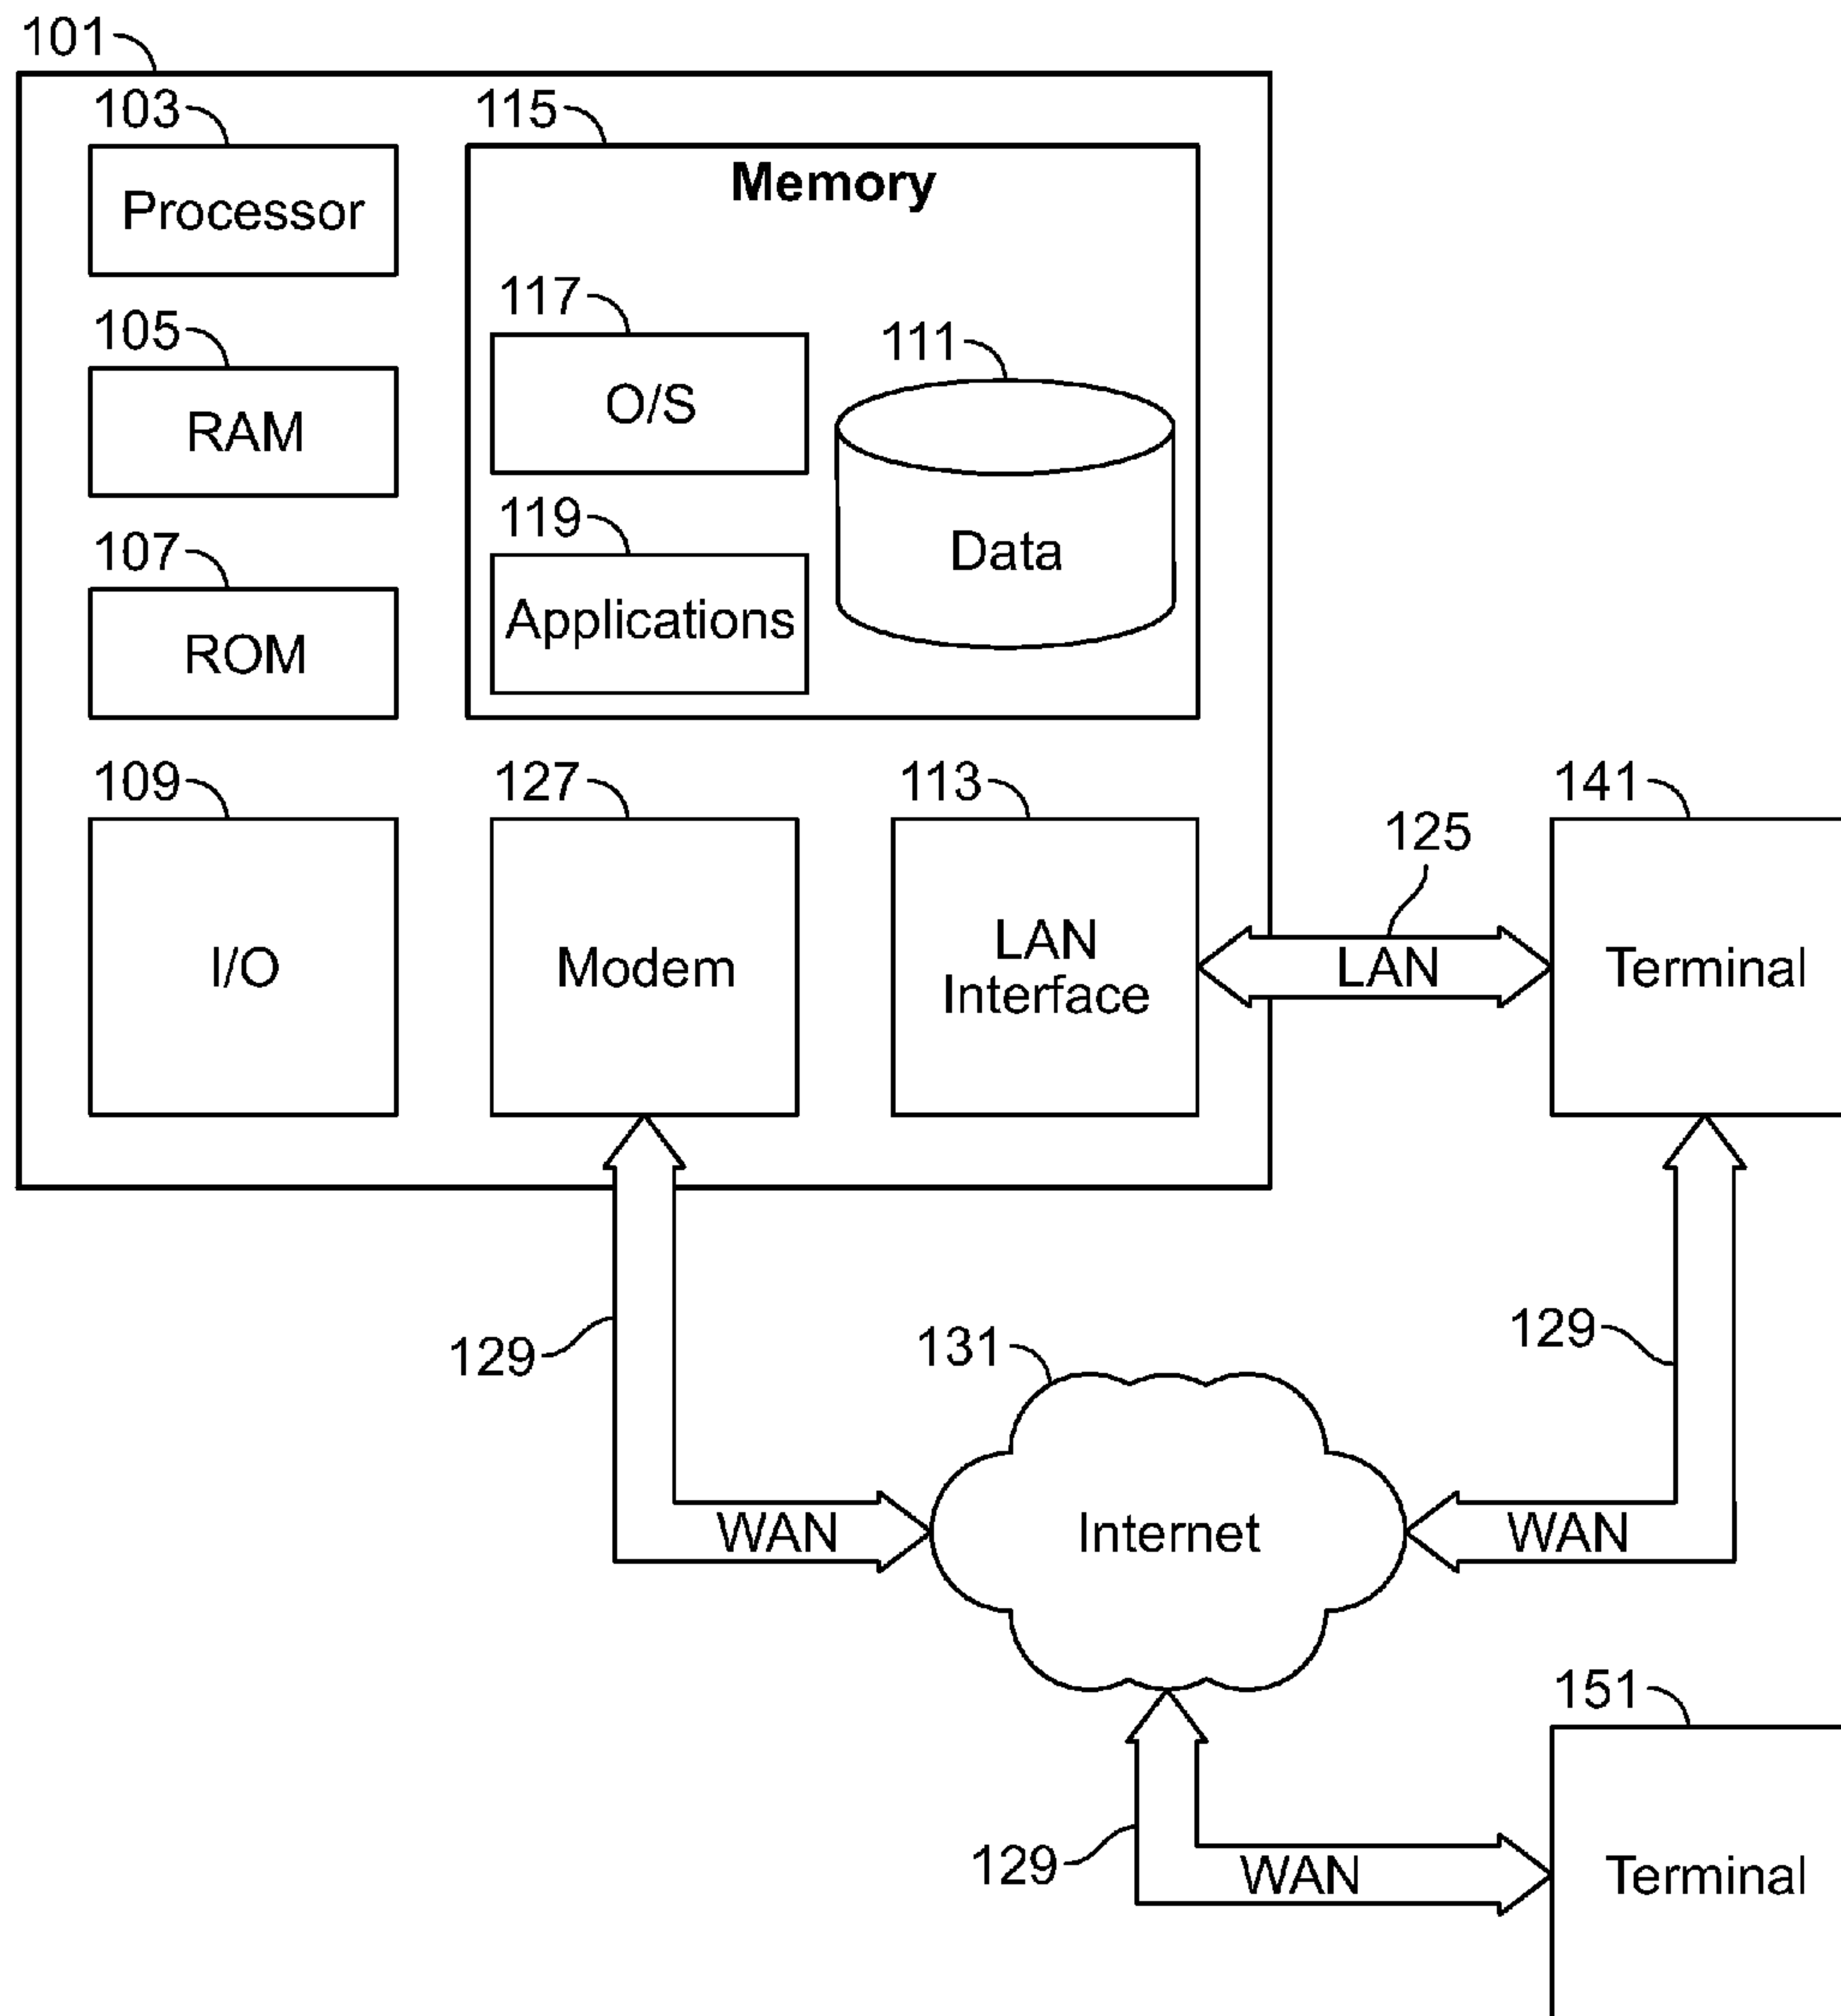 101
103
Processor
105
RAM
107
ROM
115
Memory
117
O/S
111
Data
119
Applications
109
I/O
127
Modem
113
LAN
Interface
125
LAN
141
Terminal
129
WAN
131
Internet
129
WAN
129
WAN
151
Terminal